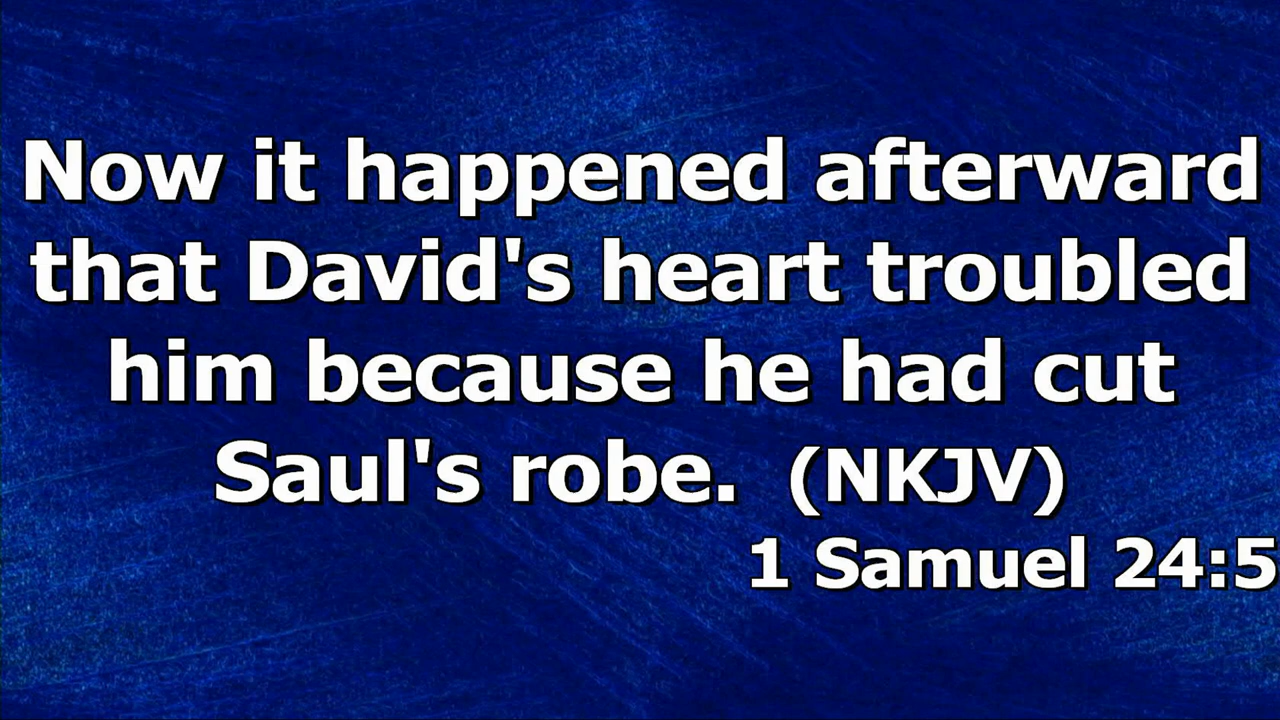 Now it happened afterward
that David's heart troubled
him because he had cut
Saul's robe.  (NKJV)
1 Samuel 24:5